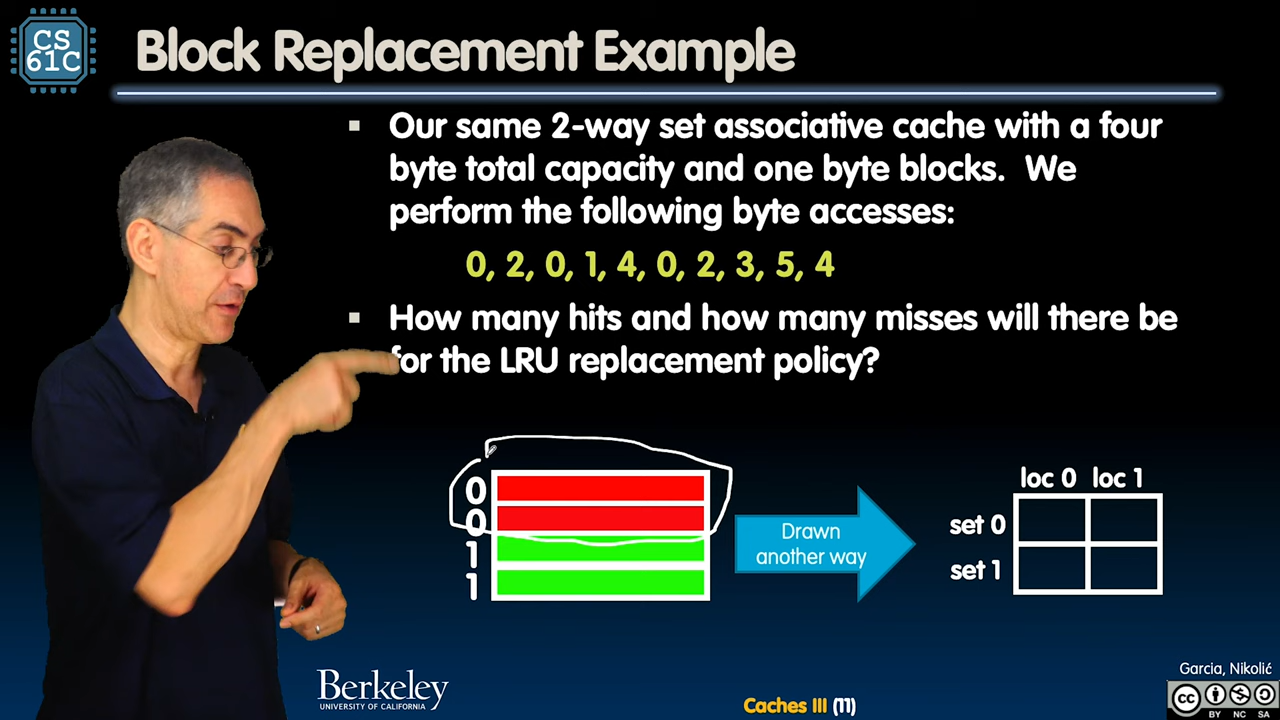 CS
61C
Block Replacement Example
Our same 2-way set associative cache with a four
byte total capacity and one byte blocks. We
perform the following byte accesses:
0, 2, 0, 1, 4, 0, 2, 3, 5, 4
How many hits and how many misses will there be
for the LRU replacement policy?
0
0
1
1
Drawn
another way
loc 0 loc 1
set 0
set 1
Berkeley
UNIVERSITY OF CALIFORNIA
Caches III (11)
Garcia, Nikolić
cc
BY NC SA